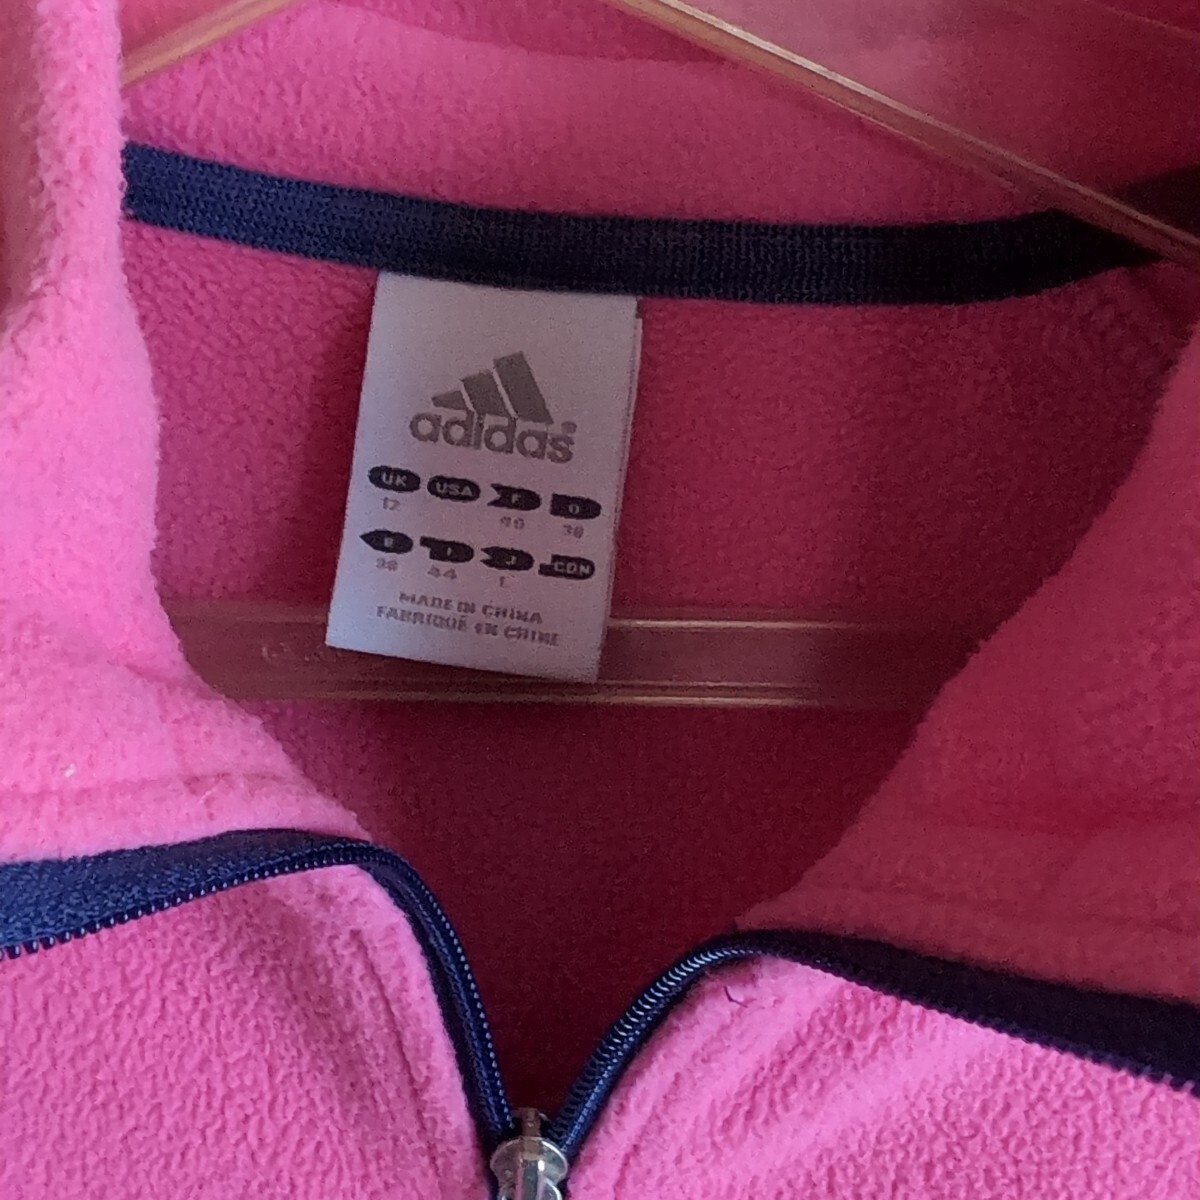 adidas®
UK USA F D
12 40 38
E I J CDN
38 44 L
MADE IN CHINA
FABRIQUÉ EN CHINE